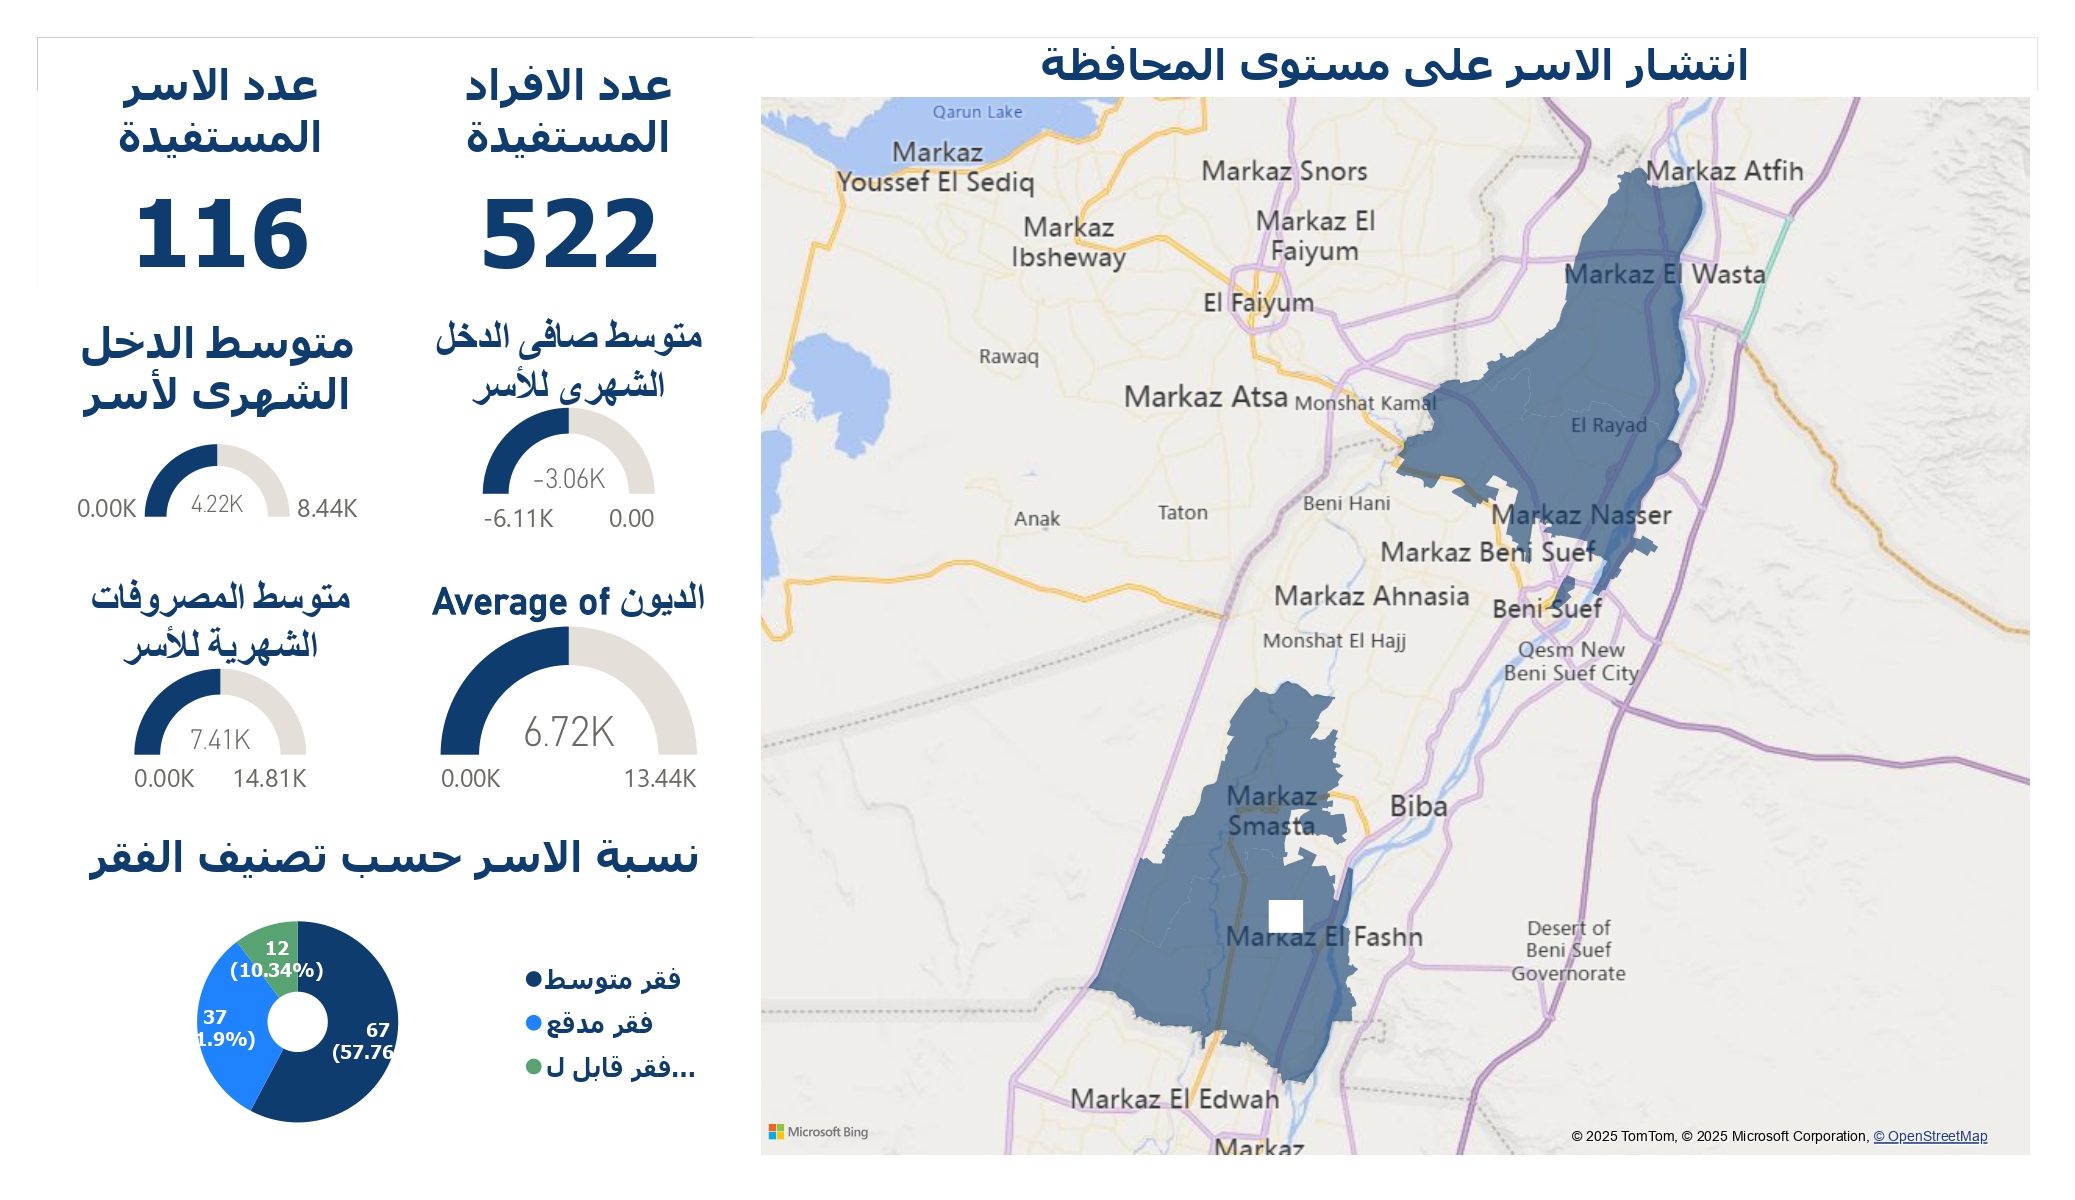 عدد الاسر
المستفيدة
116
عدد الافراد
المستفيدة
522
متوسط الدخل
الشهرى لأسر
4.22K
0.00K
8.44K
متوسط صافى الدخل
الشهرى للأسر
-3.06K
-6.11K
0.00
متوسط المصروفات
الشهرية للأسر
7.41K
0.00K
14.81K
Average of الديون
6.72K
0.00K
13.44K
نسبة الاسر حسب تصنيف الفقر
12
(10.34%)
37
1.9%)
67
(57.76
فقر متوسط
فقر مدقع
فقر قابل ل...
انتشار الاسر على مستوى المحافظة
Qarun Lake
Markaz
Youssef El Sediq
Markaz Snors
Markaz Atfih
Markaz
Ibsheway
Markaz El
Faiyum
Markaz El Wasta
El Faiyum
Rawaq
Markaz Atsa
Monshat Kamal
El Rayad
Anak
Taton
Beni Hani
Markaz Nasser
Markaz Beni Suef
Markaz Ahnasia
Beni Suef
Monshat El Hajj
Qesm New
Beni Suef City
Markaz
Smasta
Biba
Markaz El Fashn
Desert of
Beni Suef
Governorate
Markaz El Edwah
Markaz
Microsoft Bing
© 2025 TomTom, © 2025 Microsoft Corporation, © OpenStreetMap